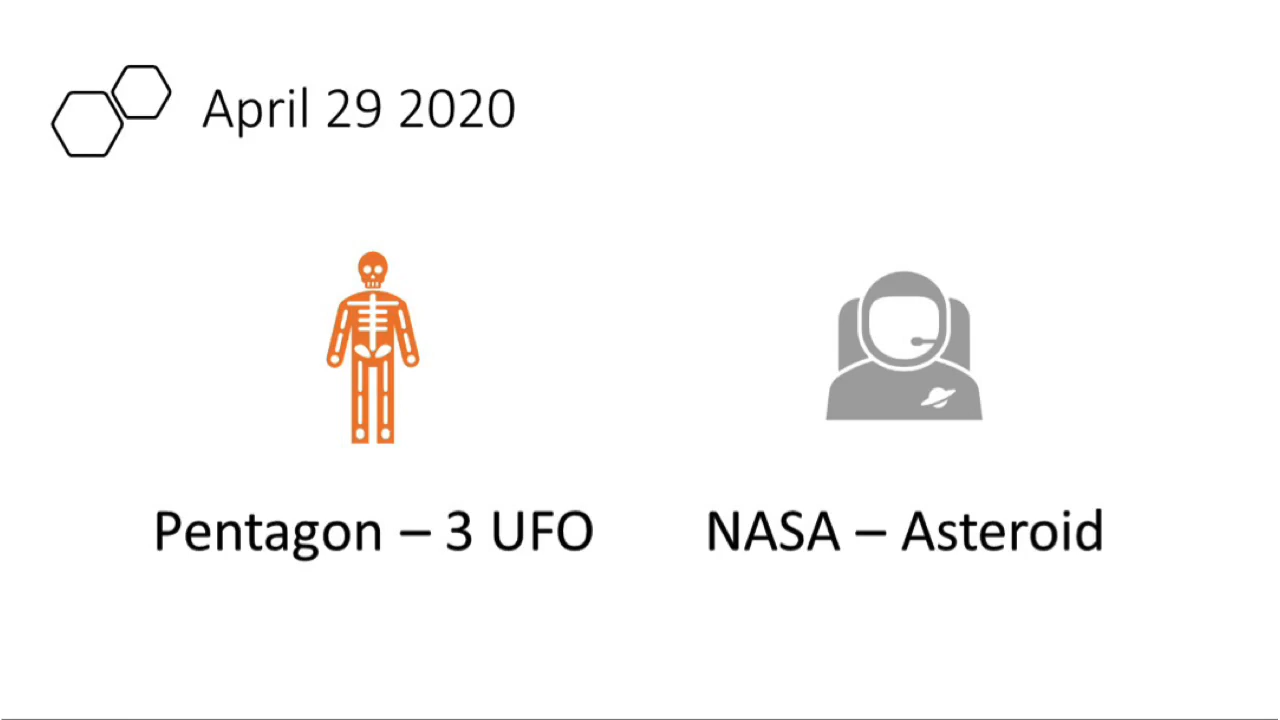 April 29 2020
Pentagon – 3 UFO
NASA – Asteroid